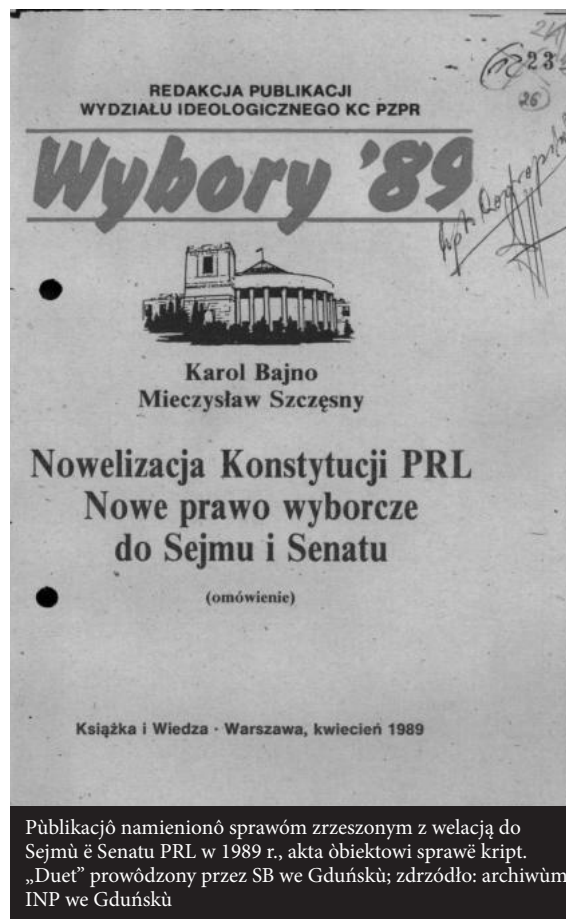 23
26
REDAKCJA PUBLIKACJI
WYDZIAŁU IDEOLOGICZNEGO KC PZPR
Wybory '89
Karol Bajno
Mieczysław Szczęsny
Nowelizacja Konstytucji PRL
Nowe prawo wyborcze
do Sejmu i Senatu
(omówienie)
Książka i Wiedza · Warszawa, kwiecień 1989
Pùblikacjô namienionô sprawóm zrzeszonym z welacją do
Sejmù ë Senatu PRL w 1989 r., akta òbiektowi sprawë kript.
„Duet” prowôdzony przez SB we Gduńskù; zdrzódło: archiwùm
INP we Gduńskù